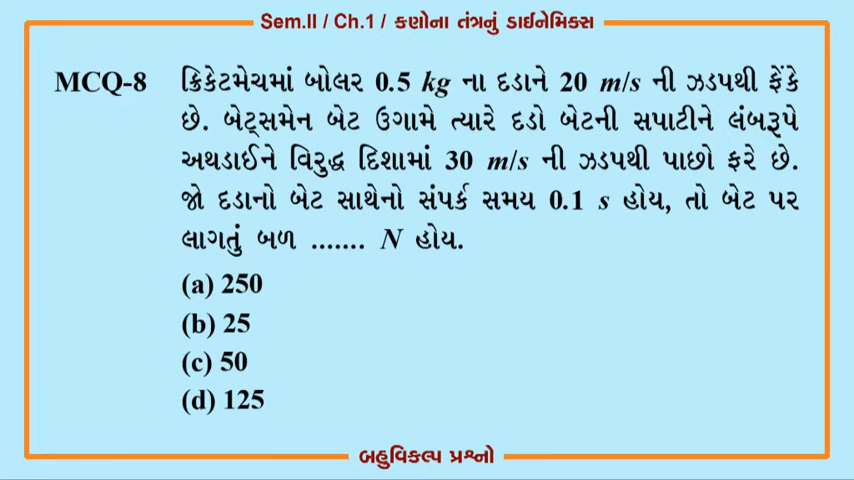 Sem.II / Ch.1 / કણોના તંત્રનું ડાઈનેમિક્સ
MCQ-8 ક્રિકેટમેચમાં બોલર 0.5 kg ના દડાને 20 m/s ની ઝડપથી ફેંકે
છે. બેટ્સમેન બેટ ઉગામે ત્યારે દડો બેટની સપાટીને લંબરૂપે
અથડાઈને વિરુદ્ધ દિશામાં 30 m/s ની ઝડપથી પાછો ફરે છે.
જો દડાનો બેટ સાથેનો સંપર્ક સમય 0.1 s હોય, તો બેટ પર
લાગતું બળ ....... N હોય.
(a) 250
(b) 25
(c) 50
(d) 125
બહુવિકલ્પ પ્રશ્નો